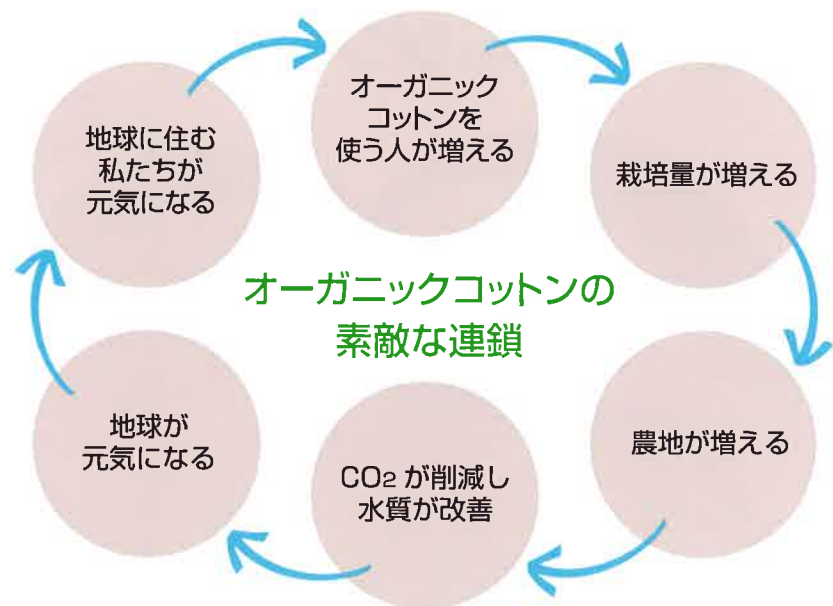 オーガニック
コットンを
使う人が増える
栽培量が増える
農地が増える
CO2 が削減し
水質が改善
地球が
元気になる
地球に住む
私たちが
元気になる
オーガニックコットンの
素敵な連鎖